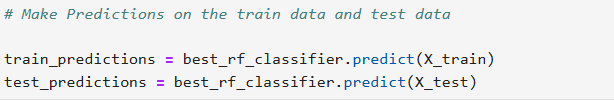 # Make Predictions on the train data and test data
train_predictions = best_rf_classifier.predict(X_train)
test_predictions = best_rf_classifier.predict(X_test)